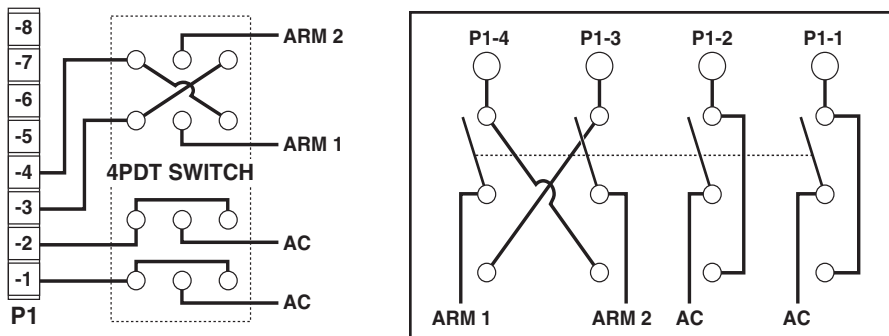 -8
-7
-6
-5
-4
-3
-2
-1
P1
ARM 2
ARM 1
4PDT SWITCH
AC
AC
P1-4 P1-3 P1-2 P1-1
ARM 1 ARM 2 AC AC